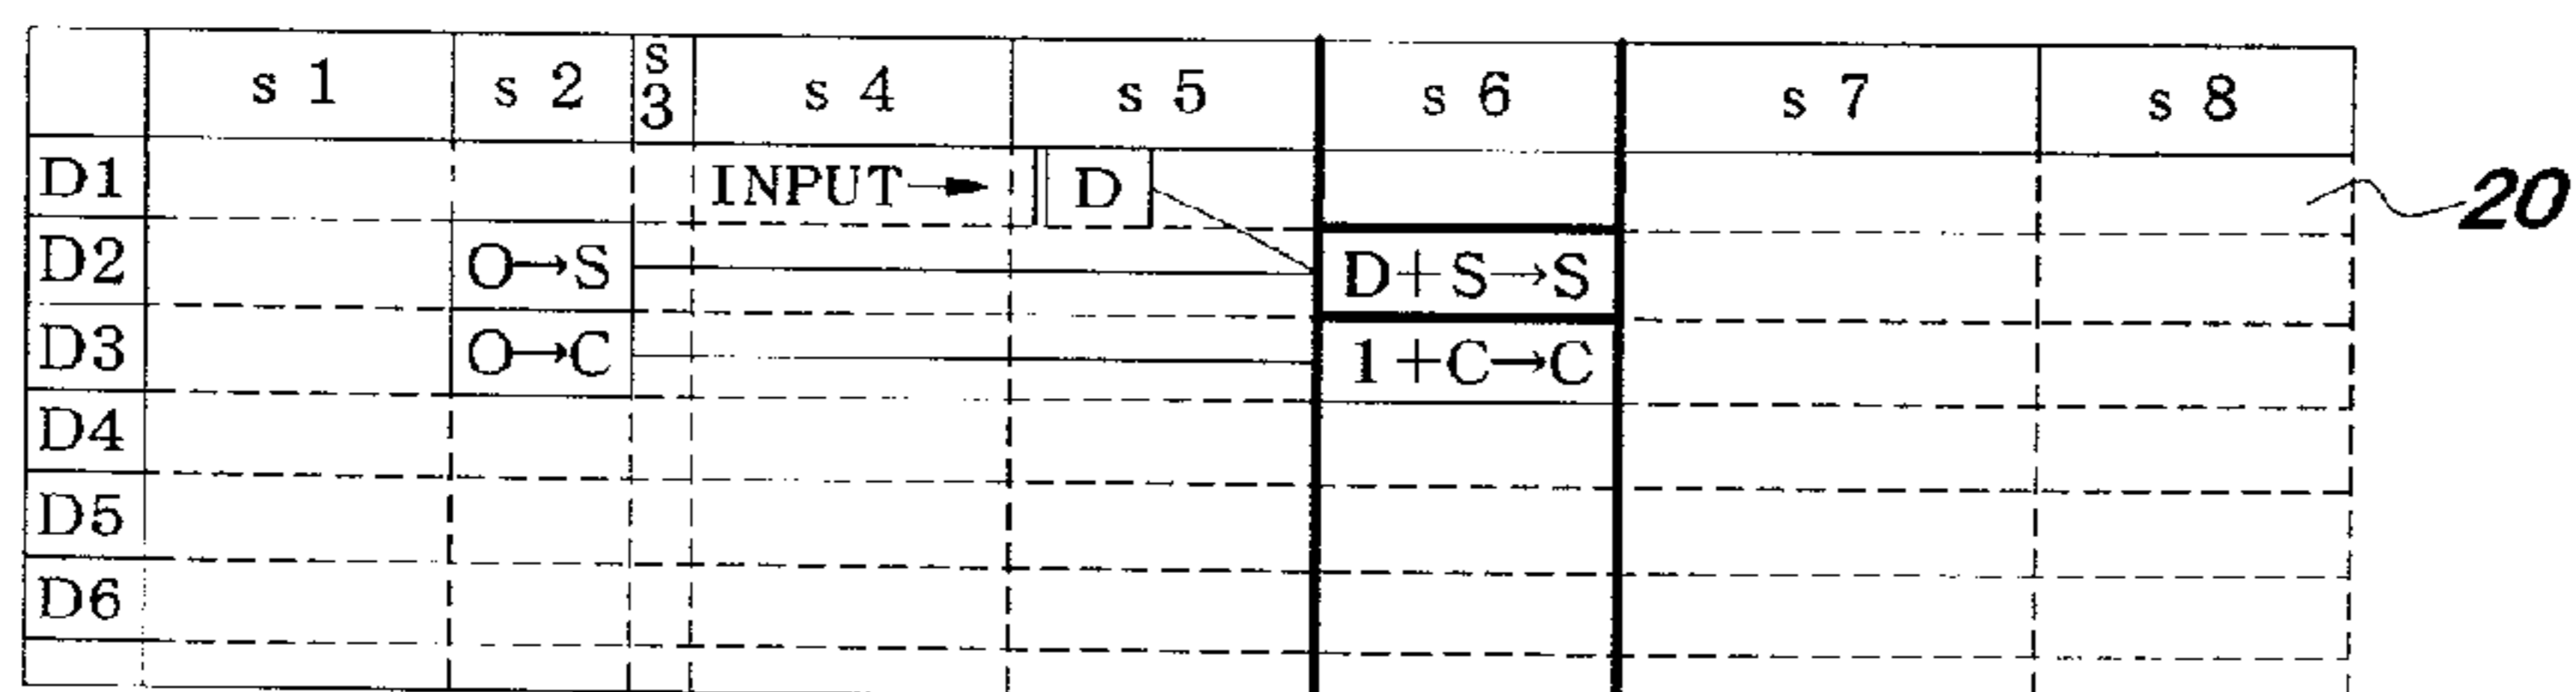 s 1 s 2 s 3 s 4 s 5 s 6 s 7 s 8
D1 INPUT→ D 20
D2 O→S D+S→S
D3 O→C 1+C→C
D4
D5
D6